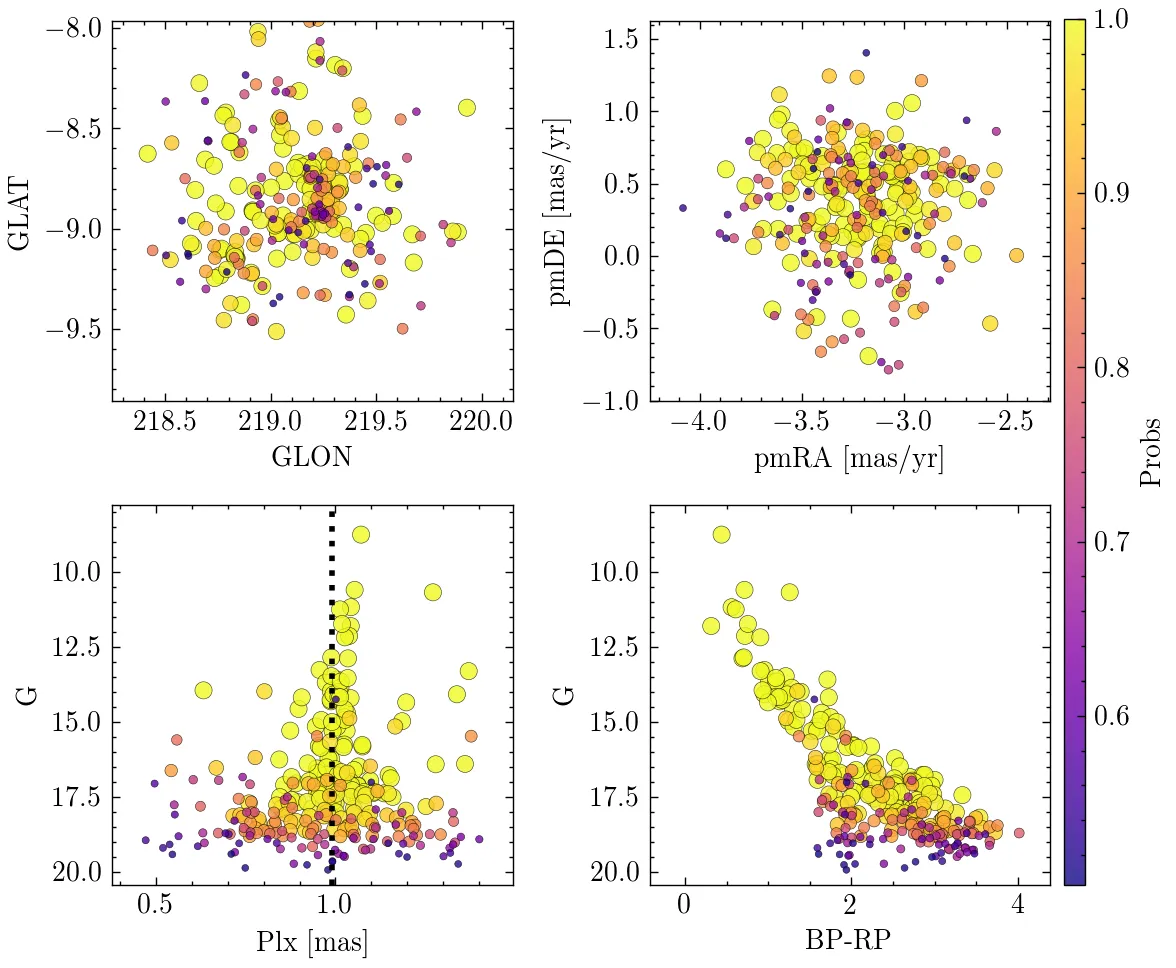 −8.0
−8.5
−9.0
−9.5
GLAT
218.5 219.0 219.5 220.0
GLON
1.5
1.0
0.5
0.0
−0.5
−1.0
pmDE [mas/yr]
−4.0 −3.5 −3.0 −2.5
pmRA [mas/yr]
10.0
12.5
15.0
17.5
20.0
G
0.5 1.0
Plx [mas]
10.0
12.5
15.0
17.5
20.0
G
0 2 4
BP-RP
1.0
0.9
0.8
0.7
0.6
Probs